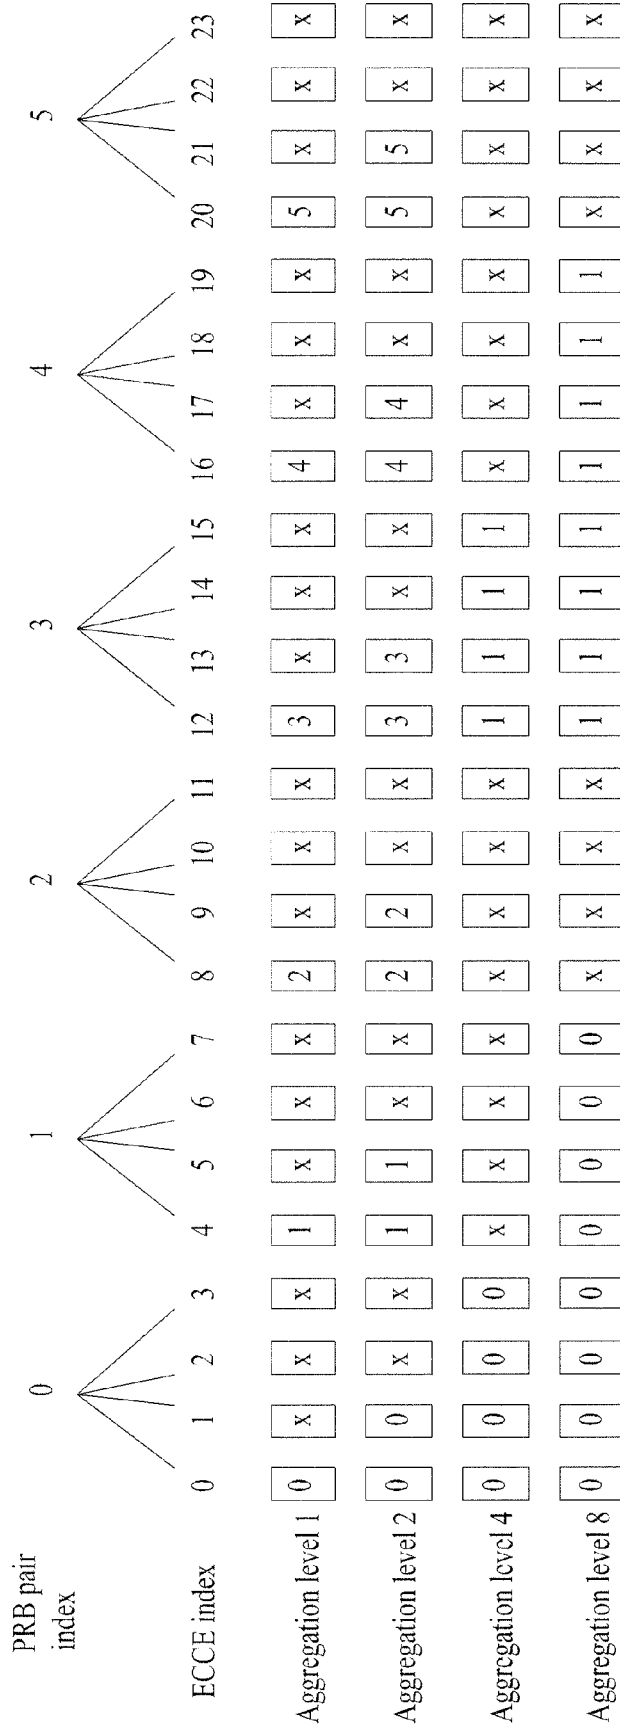 PRB pair index 0 1 2 3 4 5
ECCE index 0 1 2 3 4 5 6 7 8 9 10 11 12 13 14 15 16 17 18 19 20 21 22 23
Aggregation level 1 0 x x x 1 x x x 2 x x x 3 x x x 4 x x x 5 x x x
Aggregation level 2 0 0 x x 1 1 x x 2 2 x x 3 3 x x 4 4 x x 5 5 x x
Aggregation level 4 0 0 0 0 x x x x x x x x 1 1 1 1 x x x x x x x x
Aggregation level 8 0 0 0 0 0 0 0 0 x x x x 1 1 1 1 1 1 1 1 x x x x